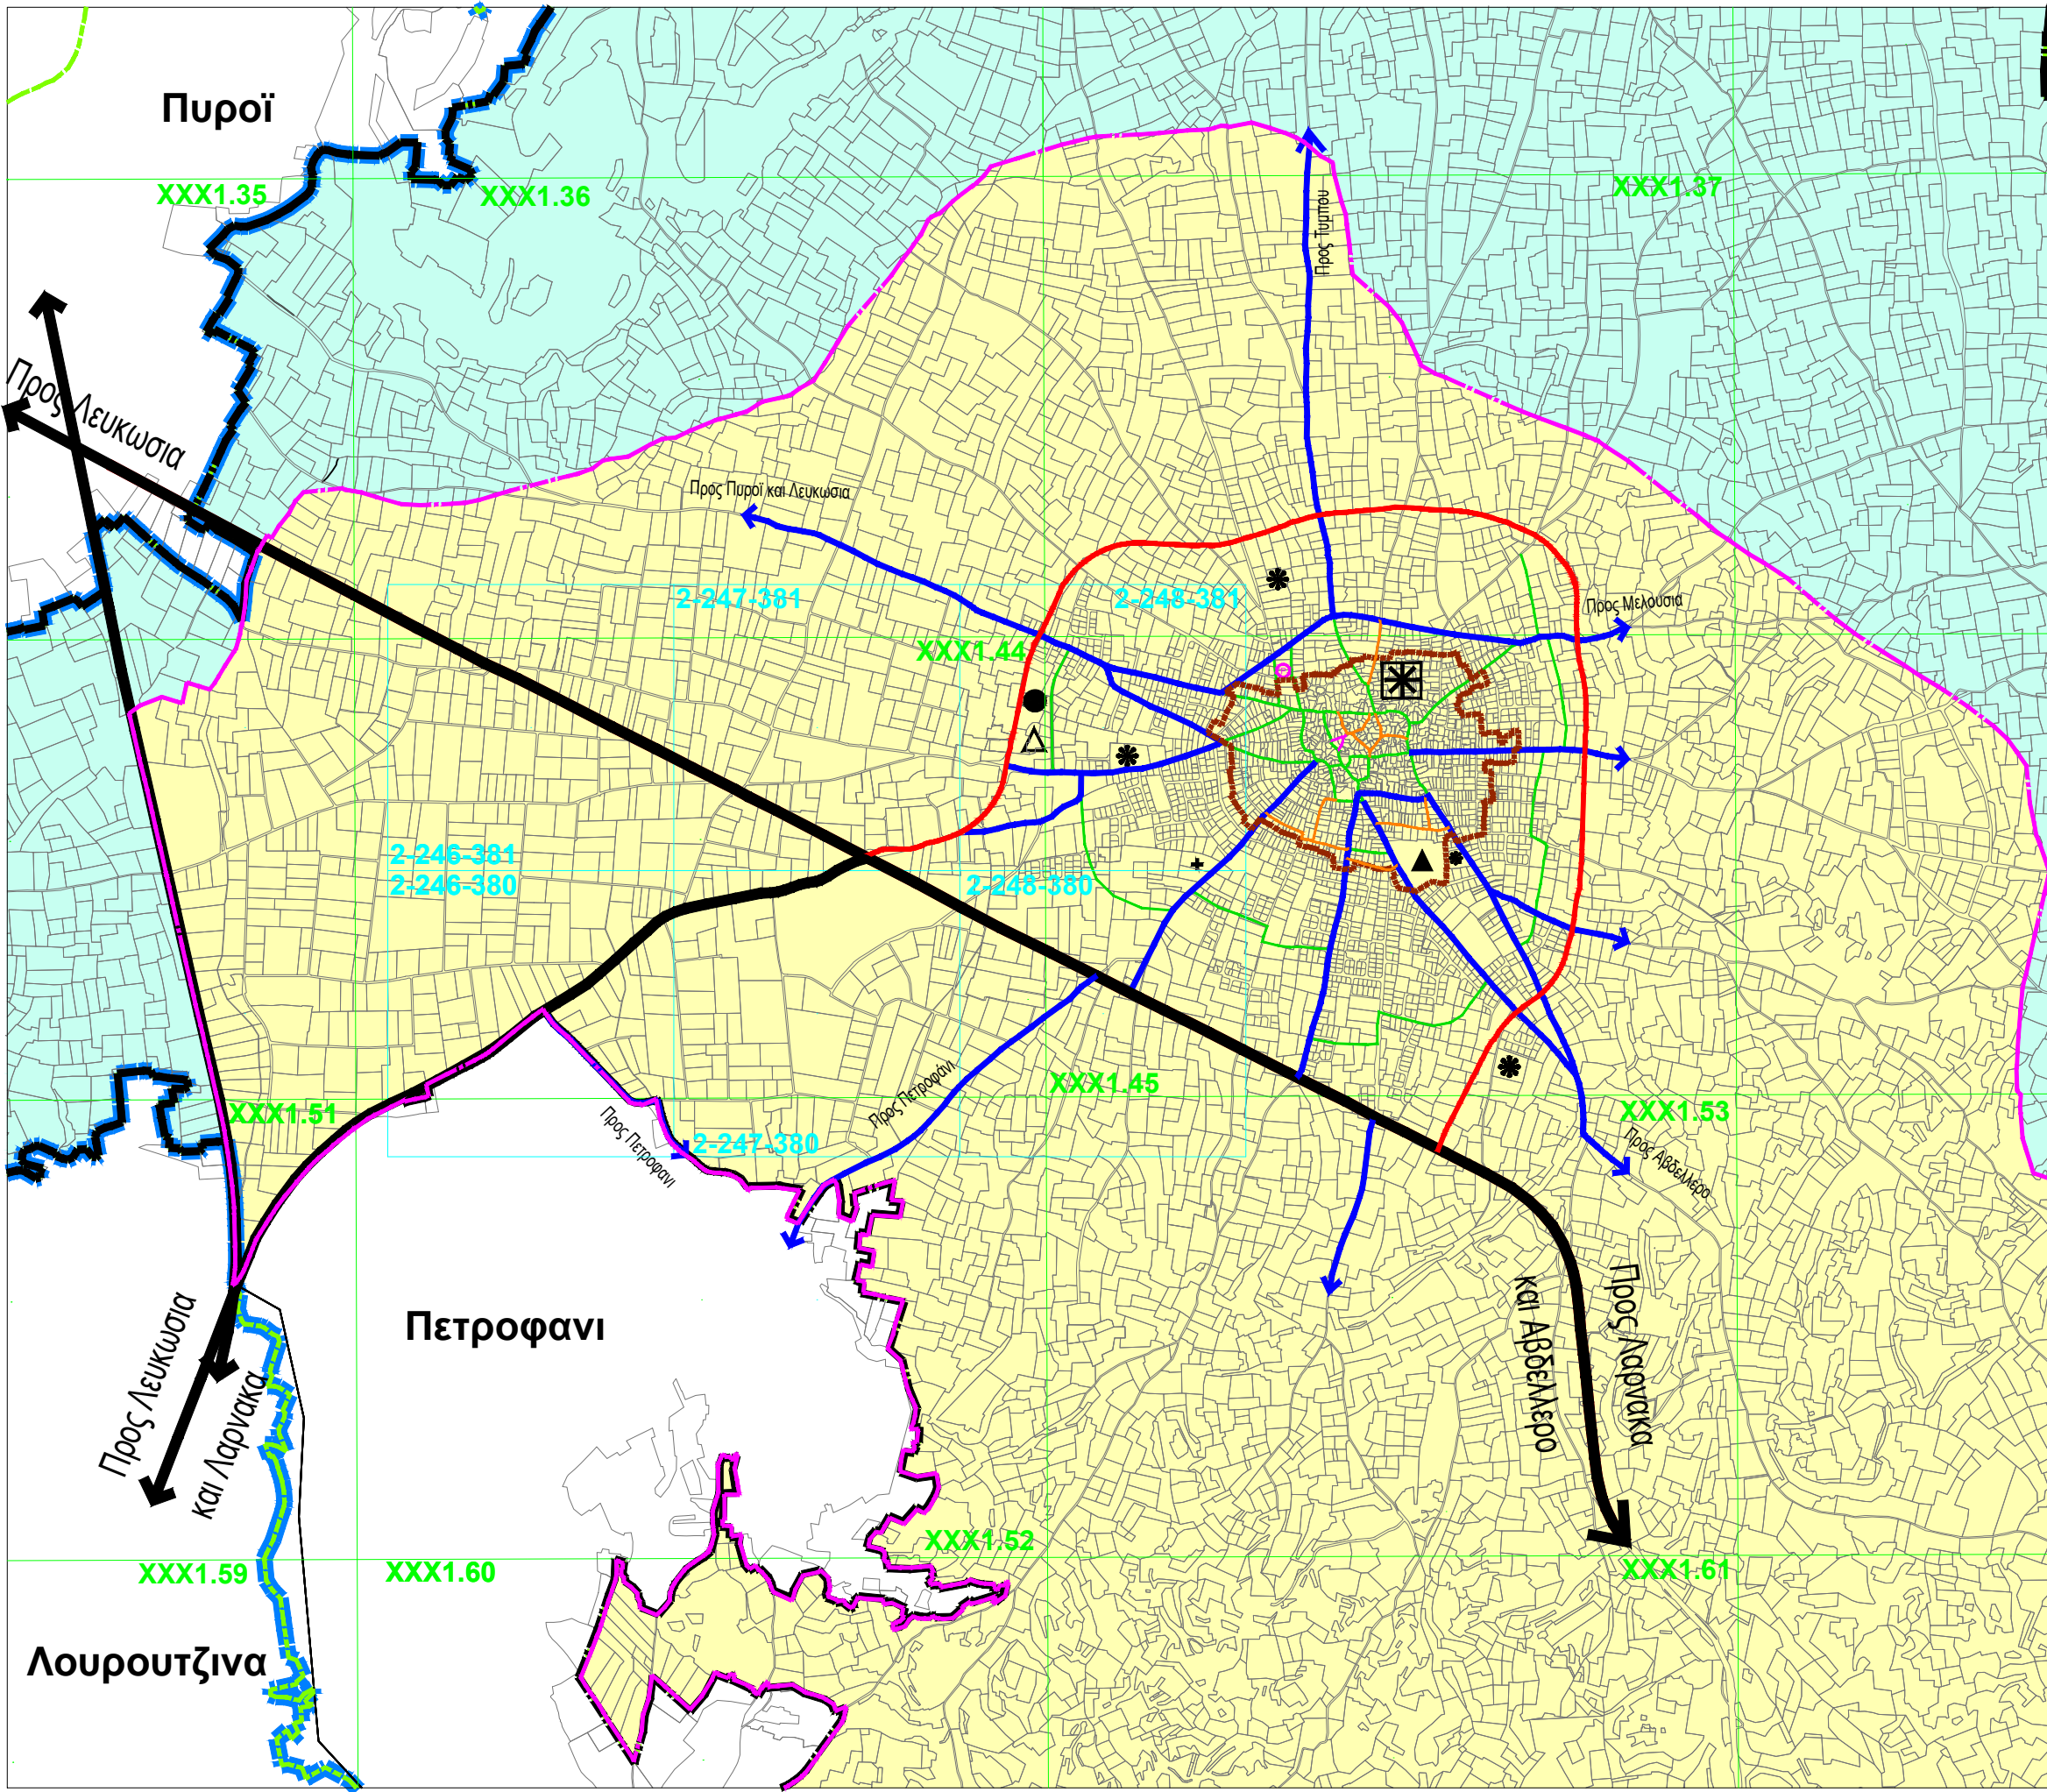 Πυροϊ
XXX1.35
XXX1.36
XXX1.37
Προς Τυμπου
Προς Λευκωσια
Προς Πυροϊ και Λευκωσια
2-247-381
2-248-381
Προς Μελουσια
XXX1.44
2-246-381
2-246-380
2-248-380
XXX1.45
XXX1.51
XXX1.53
Προς Πετροφανι
Προς Πετροφάνι
2-247-380
Προς Αβδελλερο
Πετροφανι
Προς Λευκωσια
και Λαρνακα
Προς Λαρνακα
και Αβδελλερο
XXX1.52
XXX1.59
XXX1.60
XXX1.61
Λουρουτζινα